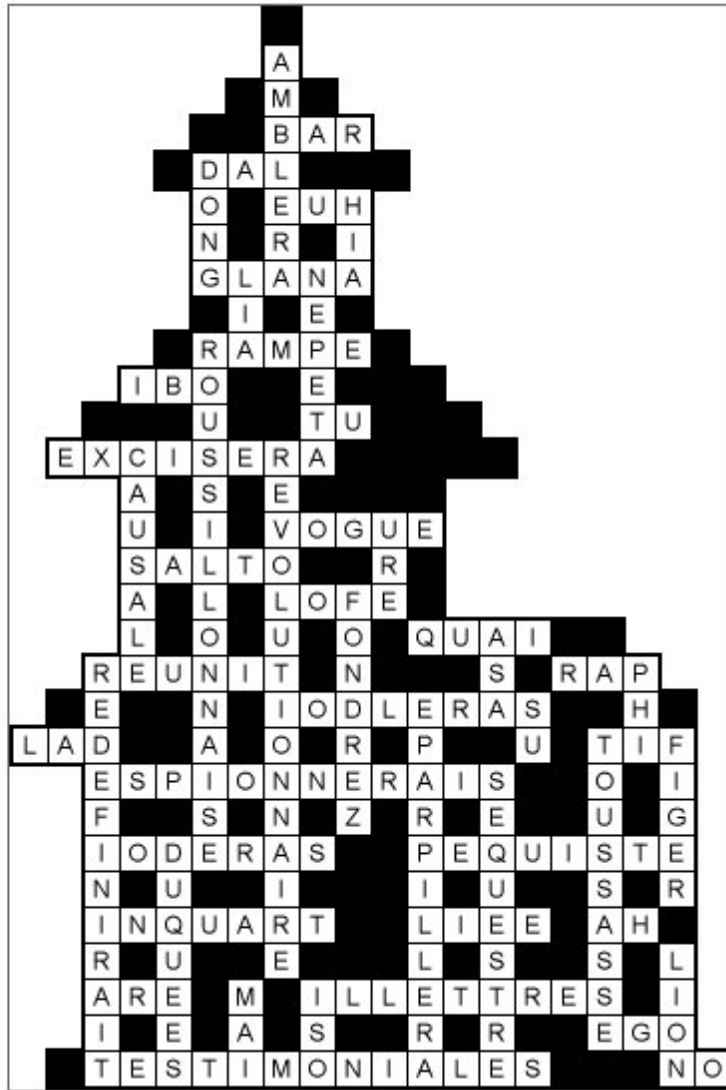 A
M
BAR
DAL
O EUH
N R I
GLANA
I E
RAMPE
IBO E
U TU
EXCISERA
A S E
U I VOGUE
SALTO R
A L LOFE
L O U O QUAI
REUNIT N S RAP
E N IODLERAS H
LAD A O R P U TIF
ESPIONNERAIS O I
F S N Z R E U G
IODERAS PEQUISTE
N U I I U S R
INQUART LIEE AH
R U E L S S L
ARE M ILLETTRES I
I E A S R R EGO
TESTIMONIALES NO